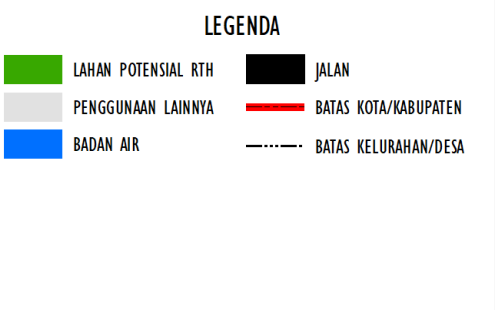 LEGENDA
LAHAN POTENSIAL RTH
JALAN
PENGGUNAAN LAINNYA
BATAS KOTA/KABUPATEN
BADAN AIR
BATAS KELURAHAN/DESA